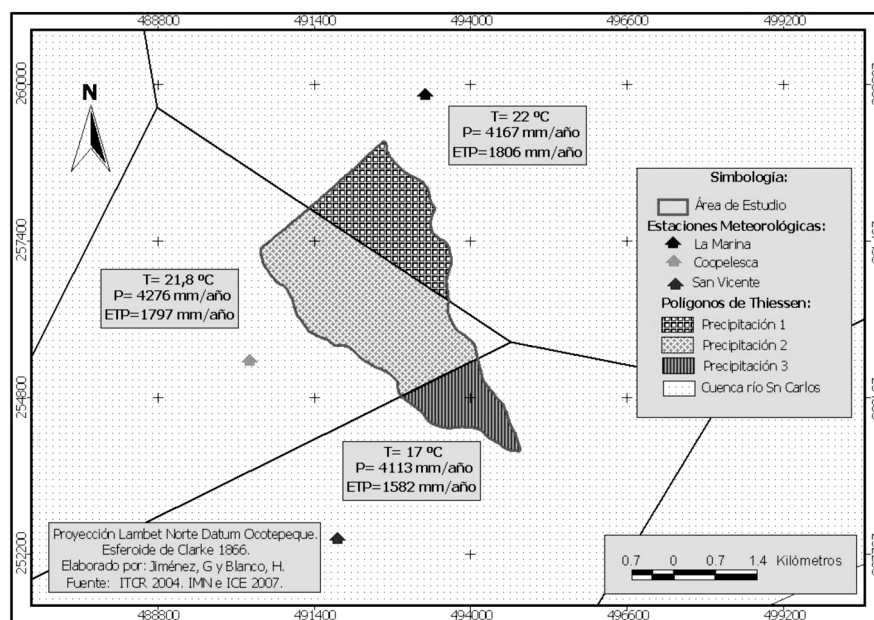 488800 491400 494000 496600 499200
260000
N
T= 22 ºC
P= 4167 mm/año
ETP=1806 mm/año
Simbología:
Área de Estudio
Estaciones Meteorológicas:
La Marina
Coopelesca
San Vicente
Polígonos de Thiessen:
Precipitación 1
Precipitación 2
Precipitación 3
Cuenca río Sn Carlos
257400
T= 21,8 ºC
P= 4276 mm/año
ETP=1797 mm/año
254800
T= 17 ºC
P= 4113 mm/año
ETP=1582 mm/año
252200
Proyección Lambet Norte Datum Ocotepeque.
Esferoide de Clarke 1866.
Elaborado por: Jiménez, G y Blanco, H.
Fuente: ITCR 2004. IMN e ICE 2007.
0.7 0 0.7 1.4 Kilómetros
488800 491400 494000 496600 499200